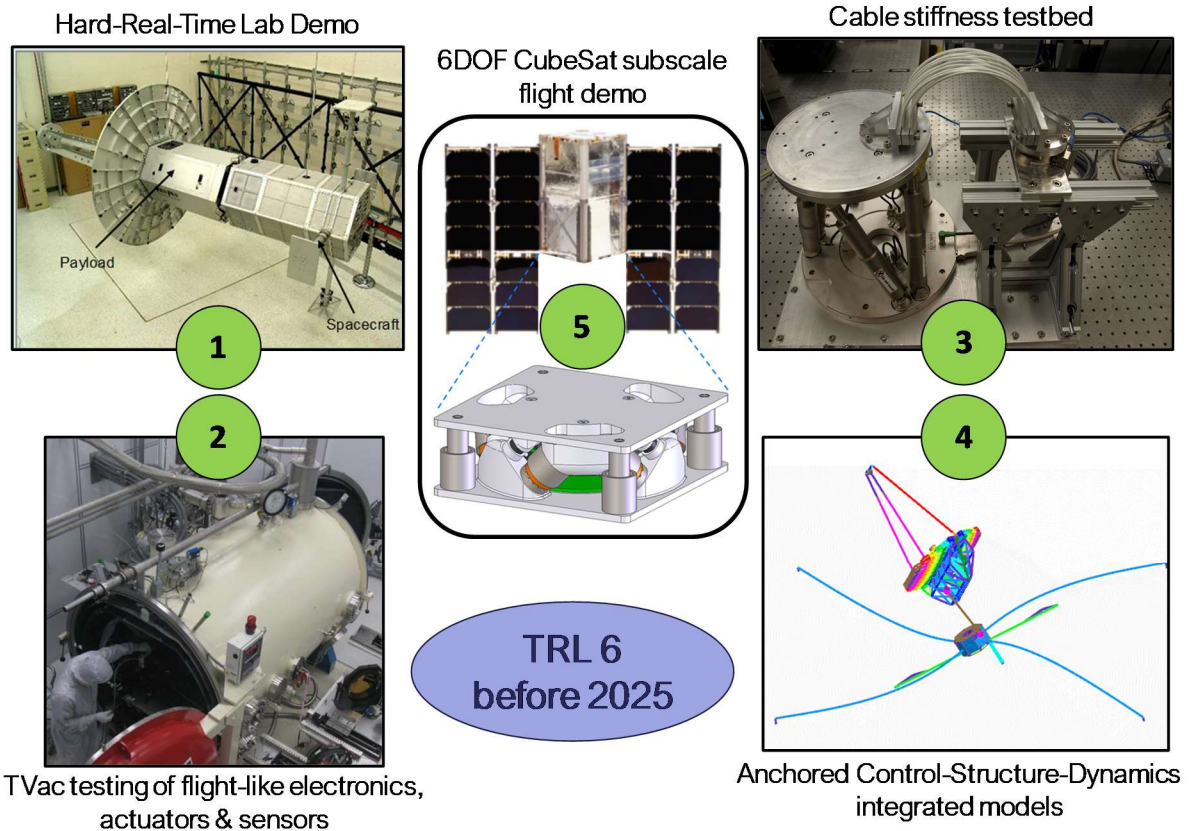 Hard-Real-Time Lab Demo
Payload
Spacecraft
1
2
TVac testing of flight-like electronics,
actuators & sensors
6DOF CubeSat subscale
flight demo
5
TRL 6
before 2025
Cable stiffness testbed
3
4
Anchored Control-Structure-Dynamics
integrated models